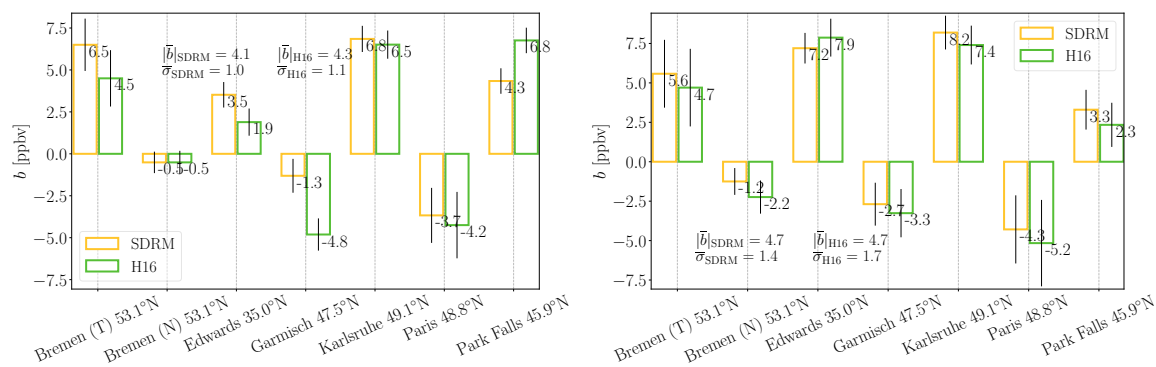 7.5
5.0
2.5
0.0
−2.5
−5.0
−7.5
b [ppbv]
|b̅|SDRM = 4.1
σ̅SDRM = 1.0
|b̅|H16 = 4.3
σ̅H16 = 1.1
6.5
4.5
-0.5
-0.5
3.5
1.9
-1.3
-4.8
6.8
6.5
-3.7
-4.2
4.3
6.8
SDRM
H16
Bremen (T) 53.1°N
Bremen (N) 53.1°N
Edwards 35.0°N
Garmisch 47.5°N
Karlsruhe 49.1°N
Paris 48.8°N
Park Falls 45.9°N
7.5
5.0
2.5
0.0
−2.5
−5.0
−7.5
b [ppbv]
SDRM
H16
5.6
4.7
-1.2
-2.2
7.2
7.9
-2.7
-3.3
8.2
7.4
-4.3
-5.2
3.3
2.3
|b̅|SDRM = 4.7
σ̅SDRM = 1.4
|b̅|H16 = 4.7
σ̅H16 = 1.7
Bremen (T) 53.1°N
Bremen (N) 53.1°N
Edwards 35.0°N
Garmisch 47.5°N
Karlsruhe 49.1°N
Paris 48.8°N
Park Falls 45.9°N